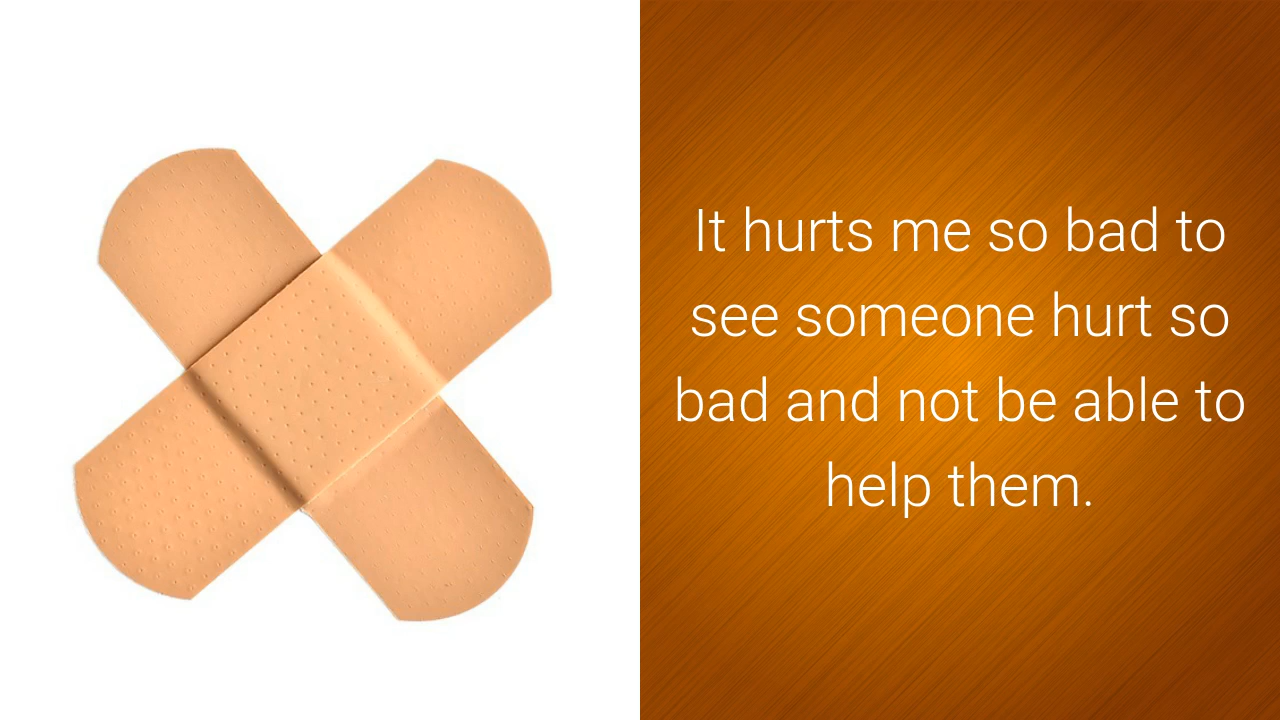 It hurts me so bad to
see someone hurt so
bad and not be able to
help them.